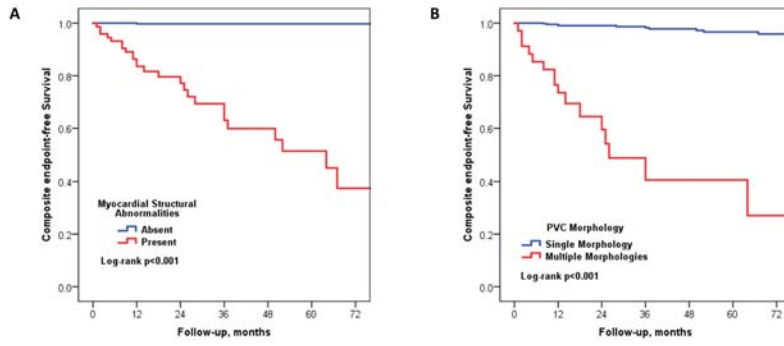 A
Composite endpoint-free Survival
1.0
0.8
0.6
0.4
0.2
0.0
Myocardial Structural
Abnormalities
Absent
Present
Log-rank p<0.001
0 12 24 36 48 60 72
Follow-up, months
B
Composite endpoint-free Survival
1.0
0.8
0.6
0.4
0.2
0.0
PVC Morphology
Single Morphology
Multiple Morphologies
Log-rank p<0.001
0 12 24 36 48 60 72
Follow-up, months